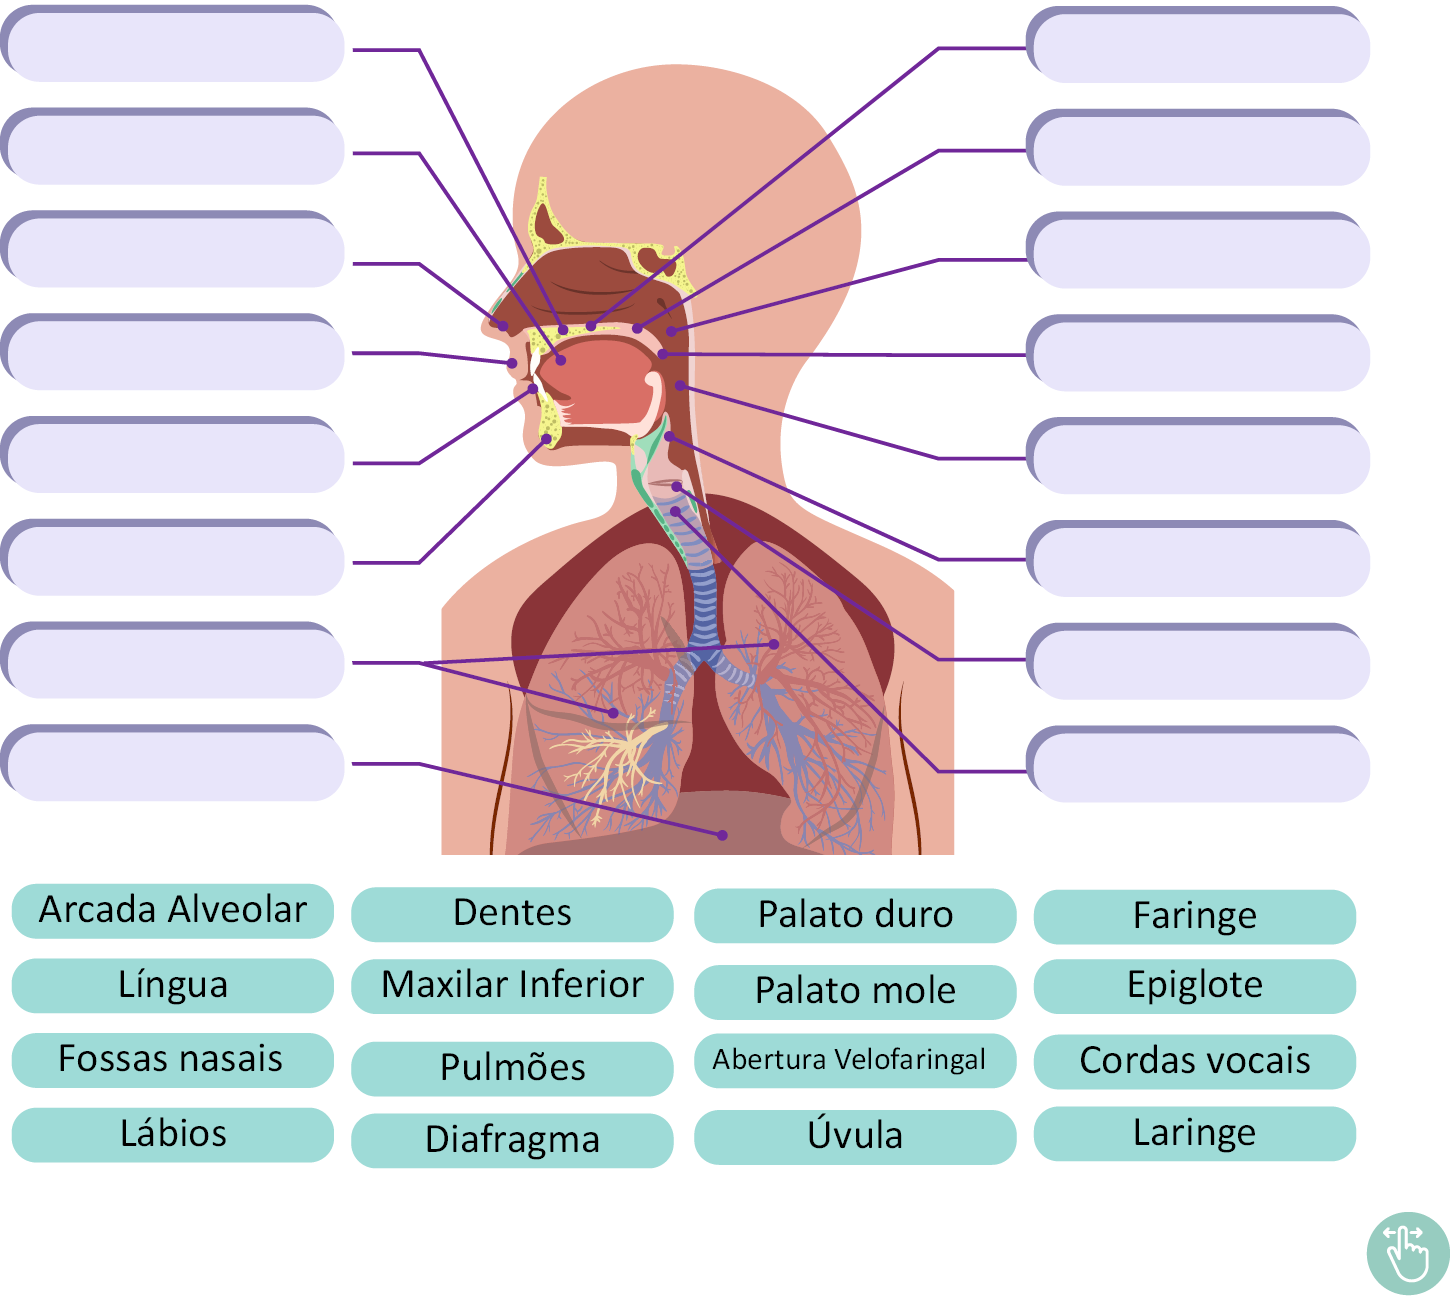 Arcada Alveolar
Dentes
Palato duro
Faringe
Língua
Maxilar Inferior
Palato mole
Epiglote
Fossas nasais
Pulmões
Abertura Velofaringal
Cordas vocais
Lábios
Diafragma
Úvula
Laringe